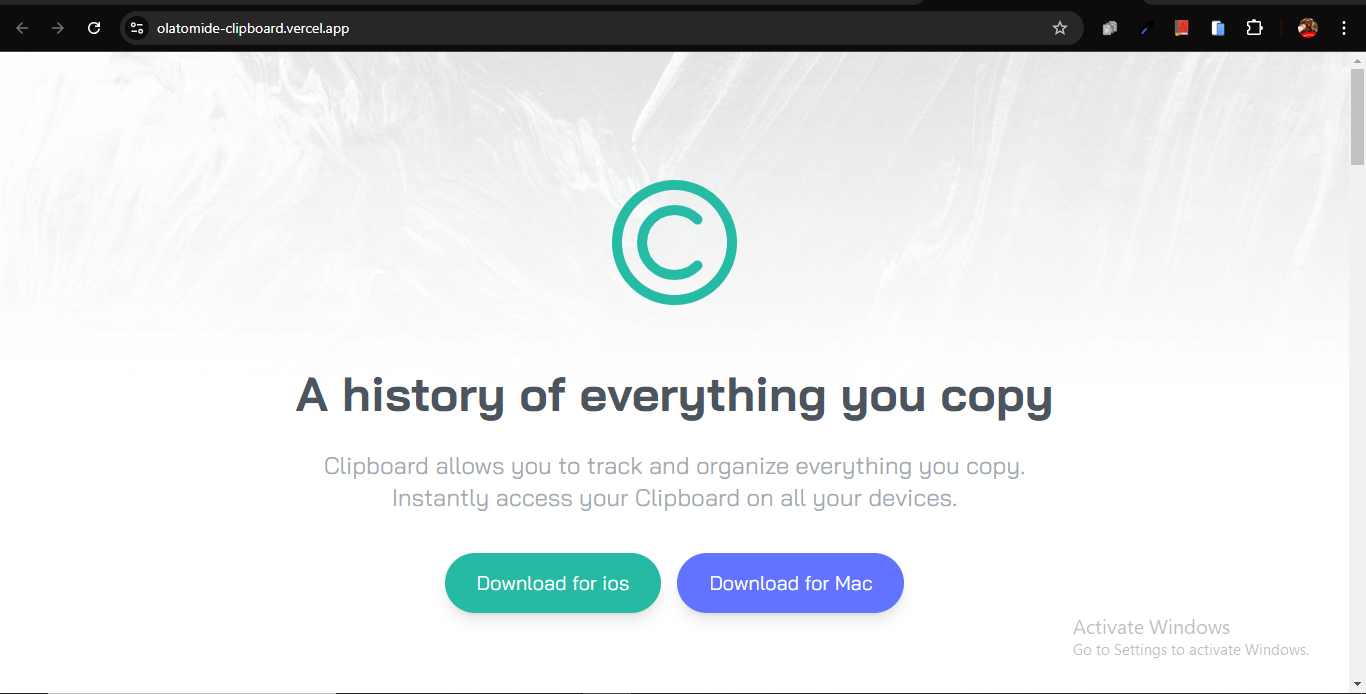 olatomide-clipboard.vercel.app
A history of everything you copy
Clipboard allows you to track and organize everything you copy.
Instantly access your Clipboard on all your devices.
Download for ios
Download for Mac
Activate Windows
Go to Settings to activate Windows.